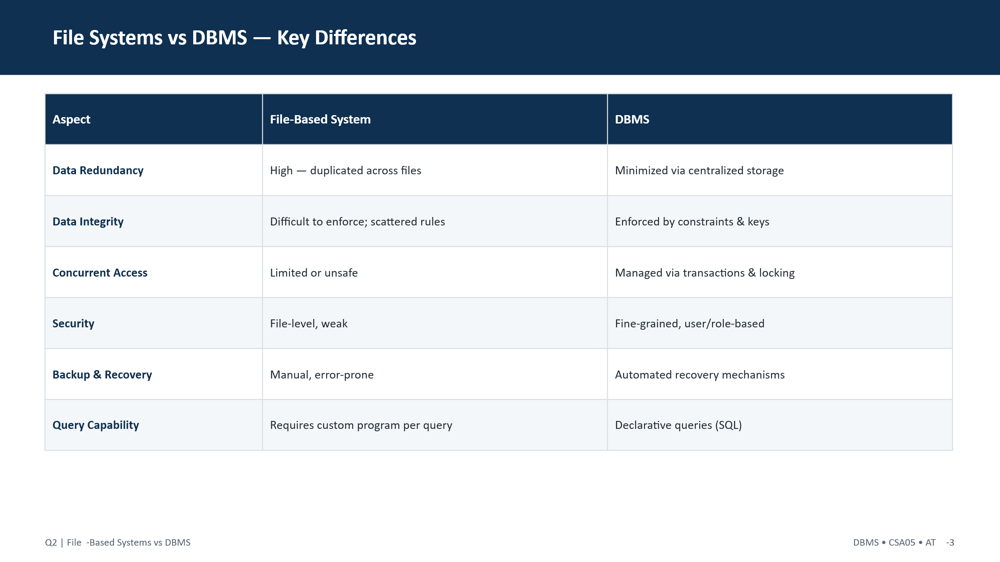 File Systems vs DBMS — Key Differences
Aspect File-Based System DBMS
Data Redundancy High — duplicated across files Minimized via centralized storage
Data Integrity Difficult to enforce; scattered rules Enforced by constraints & keys
Concurrent Access Limited or unsafe Managed via transactions & locking
Security File-level, weak Fine-grained, user/role-based
Backup & Recovery Manual, error-prone Automated recovery mechanisms
Query Capability Requires custom program per query Declarative queries (SQL)
Q2 | File -Based Systems vs DBMS DBMS • CSA05 • AT -3